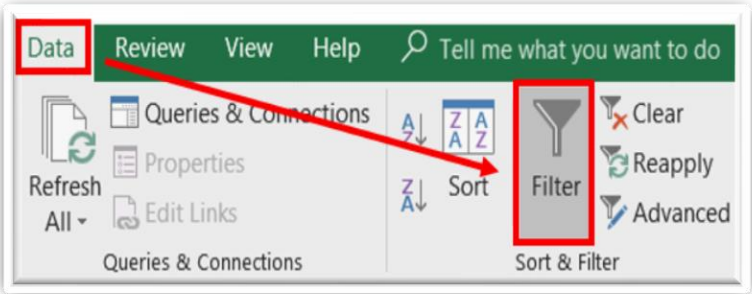 Data Review View Help Tell me what you want to do
Refresh All
Queries & Connections
Properties
Edit Links
Queries & Connections
A Z
Z A
Z A
A Z
Sort
Filter
Clear
Reapply
Advanced
Sort & Filter